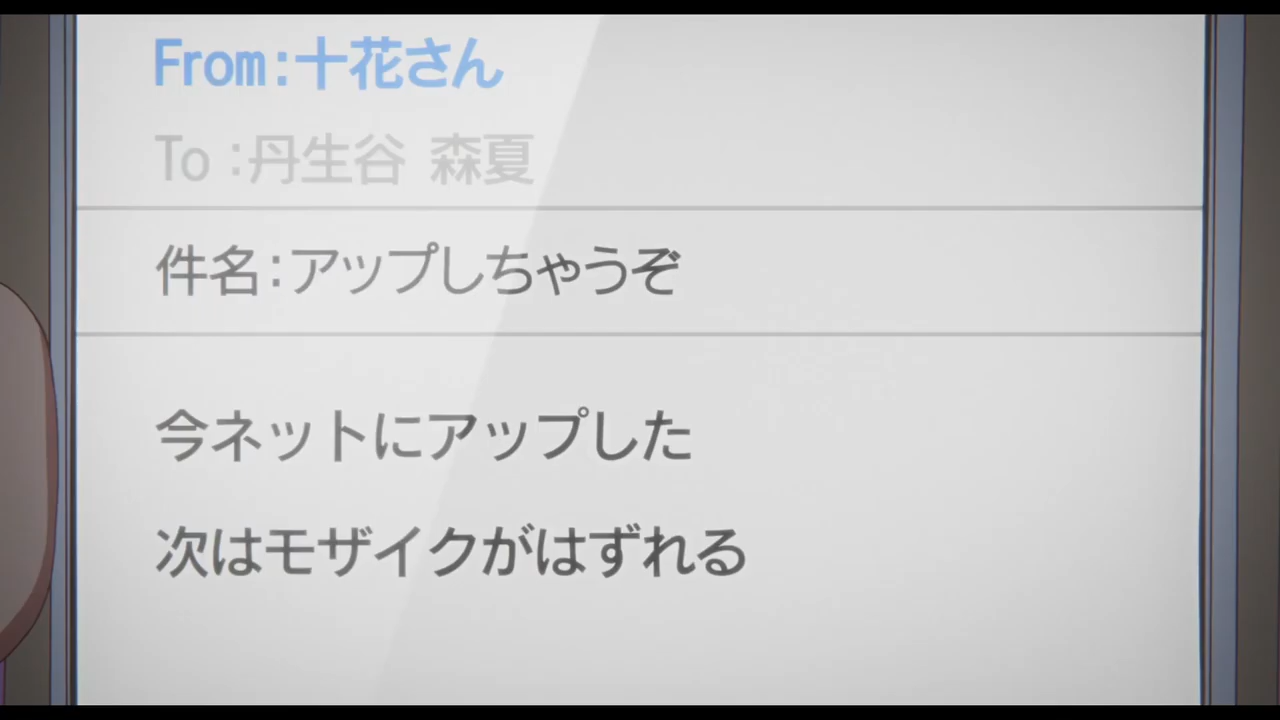 From:十花さん
To :丹生谷 森夏
件名:アップしちゃうぞ
今ネットにアップした
次はモザイクがはずれる